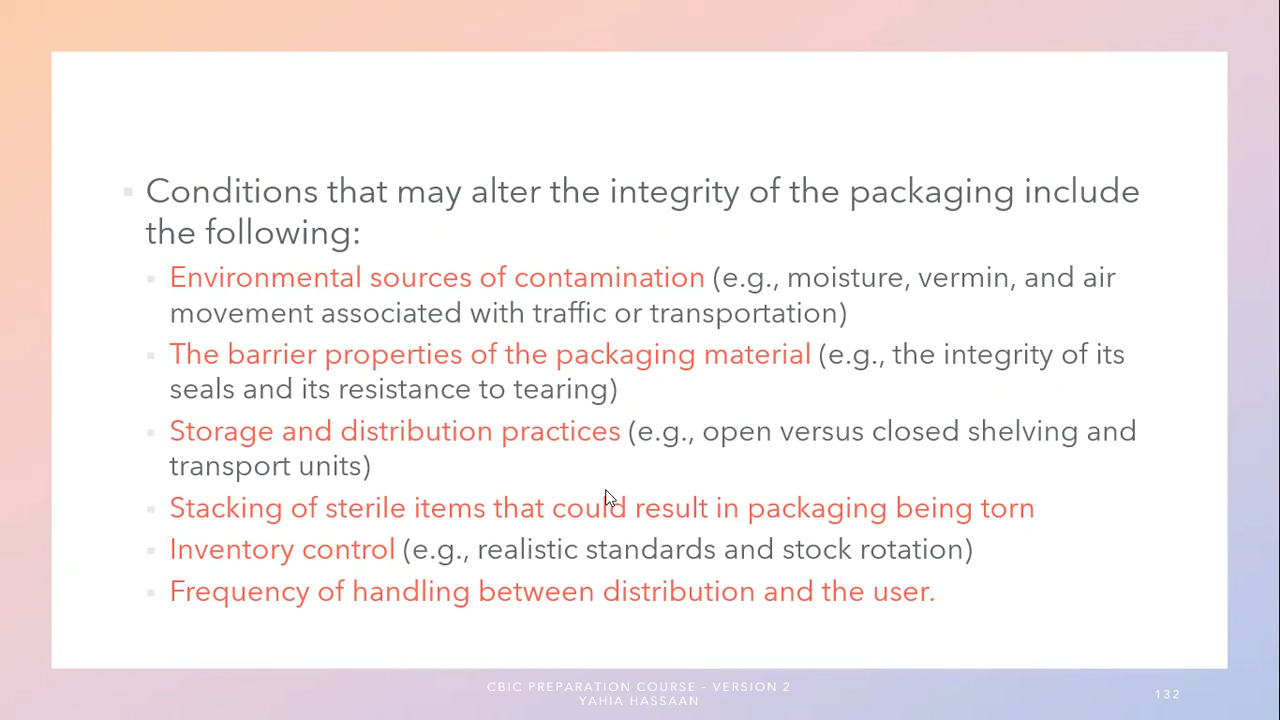 Conditions that may alter the integrity of the packaging include
the following:
Environmental sources of contamination (e.g., moisture, vermin, and air
movement associated with traffic or transportation)
The barrier properties of the packaging material (e.g., the integrity of its
seals and its resistance to tearing)
Storage and distribution practices (e.g., open versus closed shelving and
transport units)
Stacking of sterile items that could result in packaging being torn
Inventory control (e.g., realistic standards and stock rotation)
Frequency of handling between distribution and the user.
CBIC PREPARATION COURSE - VERSION 2
YAHIA HASSAAN
132